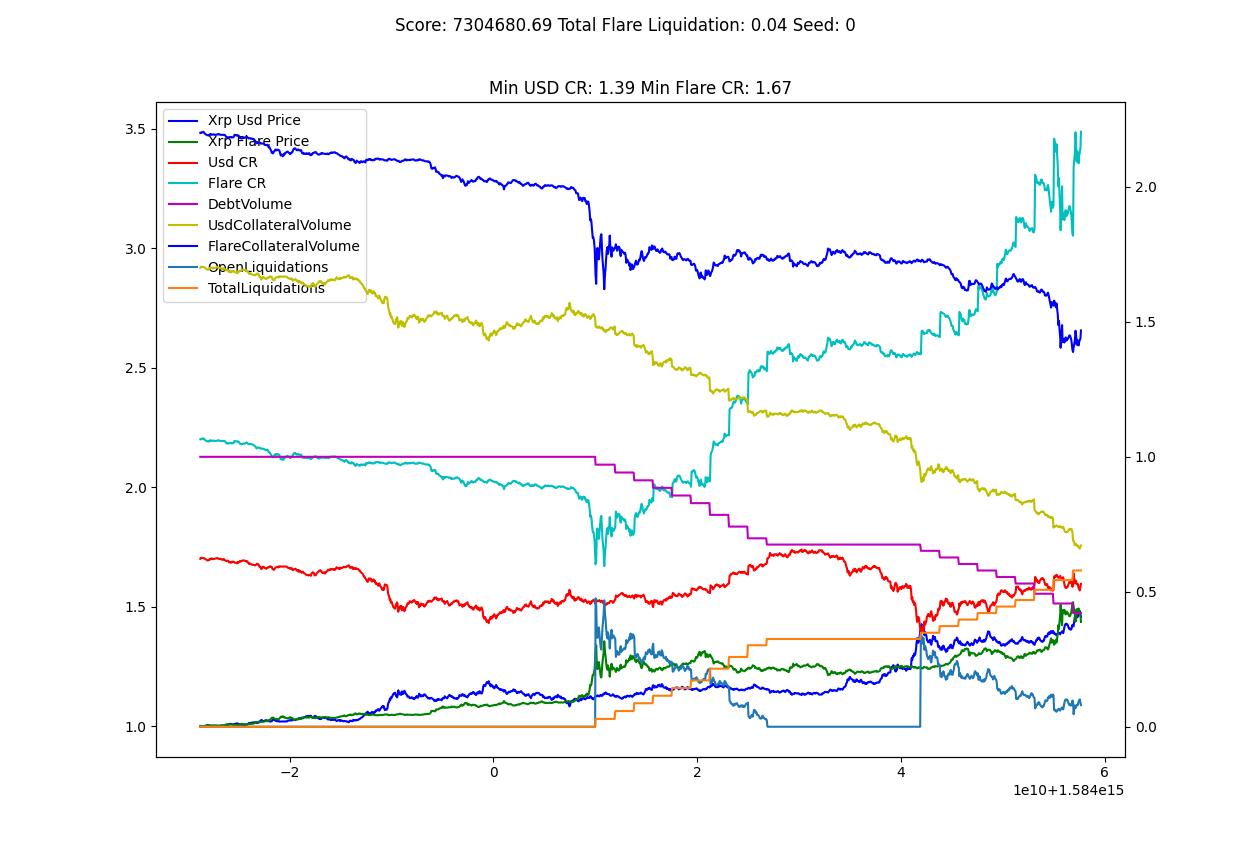 Score: 7304680.69 Total Flare Liquidation: 0.04 Seed: 0
Min USD CR: 1.39 Min Flare CR: 1.67
Xrp Usd Price
Xrp Flare Price
Usd CR
Flare CR
DebtVolume
UsdCollateralVolume
FlareCollateralVolume
OpenLiquidations
TotalLiquidations
3.5
3.0
2.5
2.0
1.5
1.0
2.0
1.5
1.0
0.5
0.0
−2 0 2 4 6
1e10+1.584e15